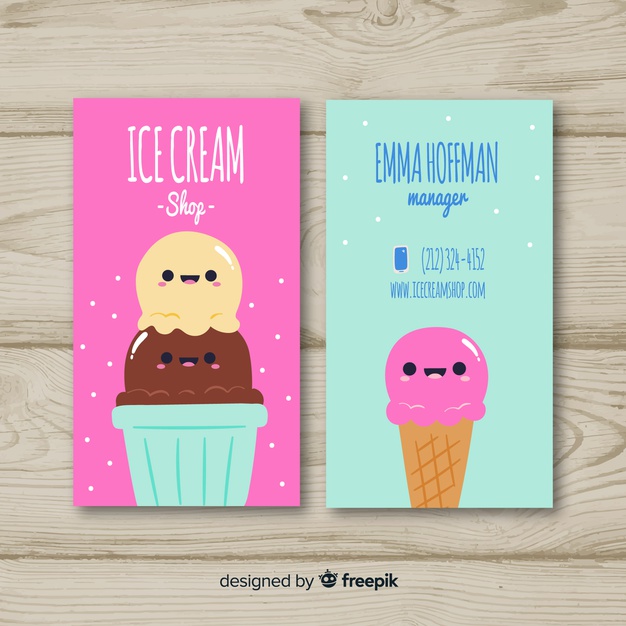 ICE CREAM
-Shop-
EMMA HOFFMAN
manager
(212) 324-4152
WWW.ICECREAMSHOP.COM
designed by freepik